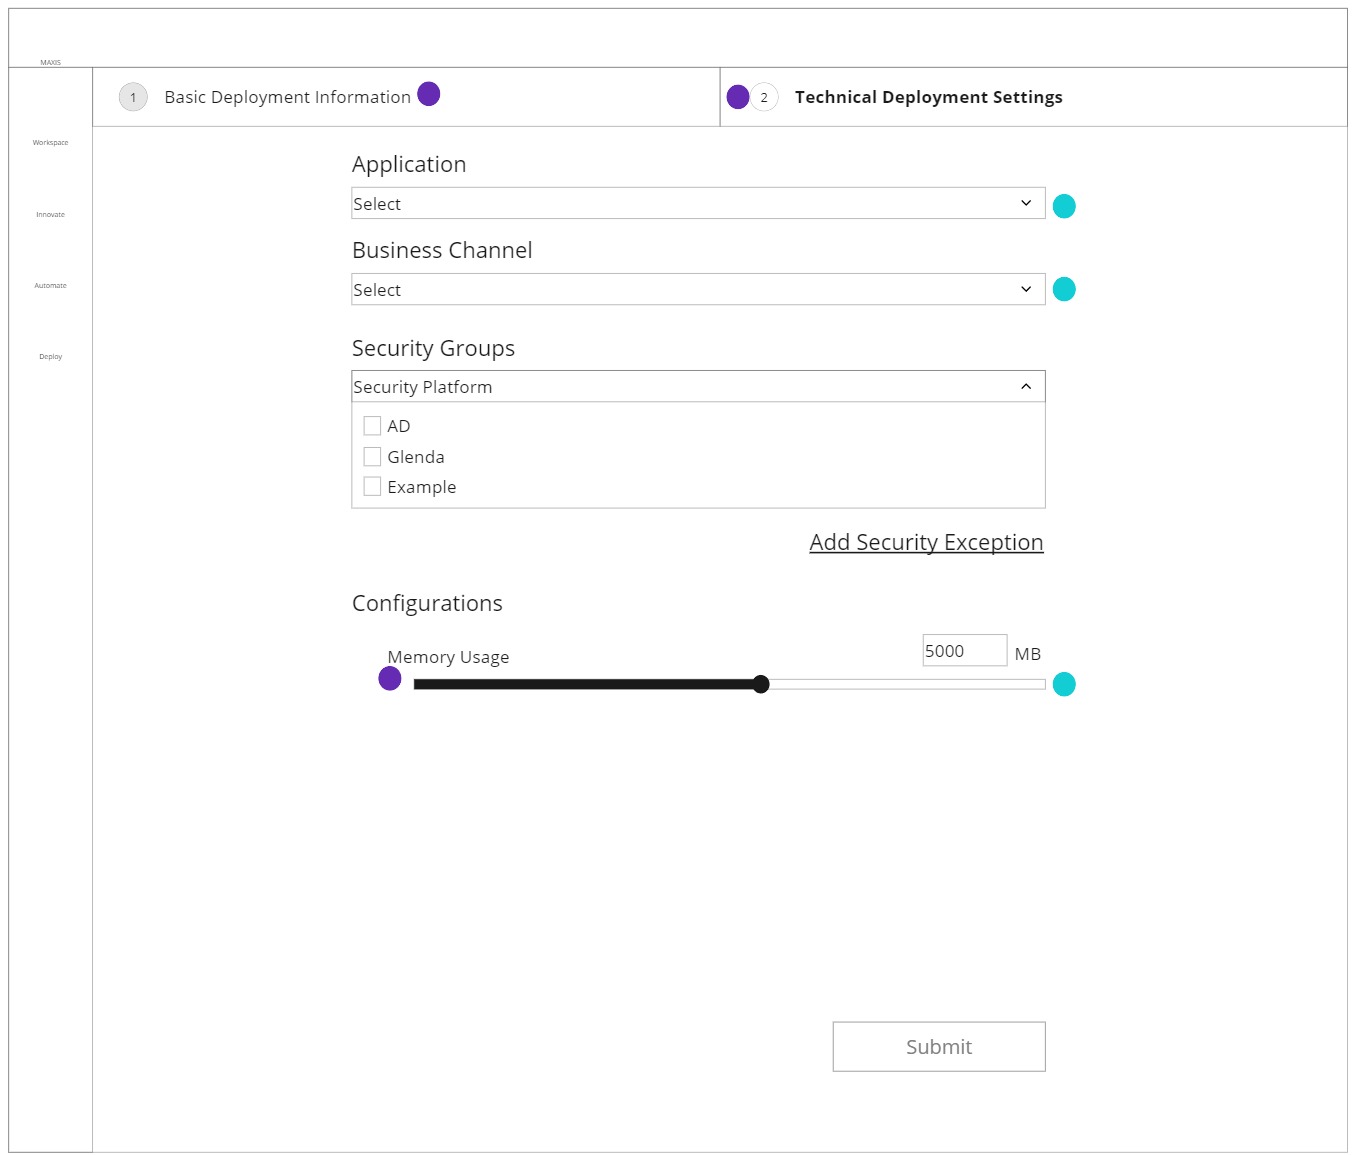 MAXIS
1 Basic Deployment Information
2 Technical Deployment Settings
Workspace
Innovate
Automate
Deploy
Application
Select
Business Channel
Select
Security Groups
Security Platform
AD
Glenda
Example
Add Security Exception
Configurations
Memory Usage
5000 MB
Submit